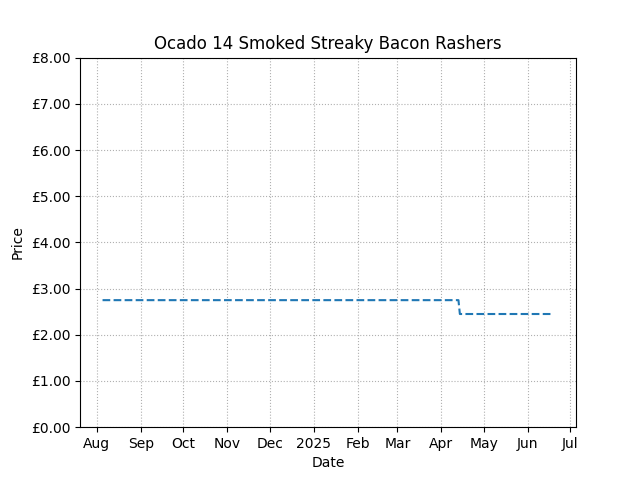 Ocado 14 Smoked Streaky Bacon Rashers
£8.00
£7.00
£6.00
£5.00
£4.00
£3.00
£2.00
£1.00
£0.00
Price
Aug Sep Oct Nov Dec 2025 Feb Mar Apr May Jun Jul
Date